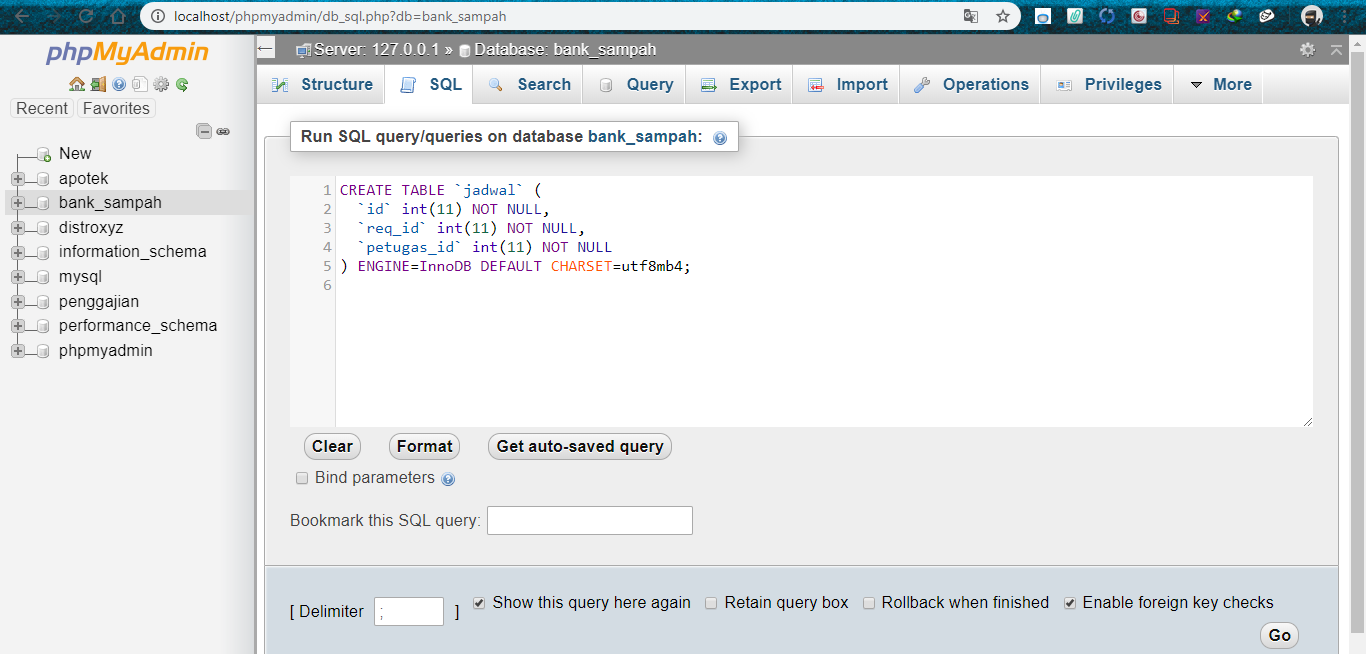 localhost/phpmyadmin/db_sql.php?db=bank_sampah
phpMyAdmin
Recent Favorites
New
apotek
bank_sampah
distroxyz
information_schema
mysql
penggajian
performance_schema
phpmyadmin
Server: 127.0.0.1 » Database: bank_sampah
Structure SQL Search Query Export Import Operations Privileges More
Run SQL query/queries on database bank_sampah:
1 CREATE TABLE `jadwal` (
2 `id` int(11) NOT NULL,
3 `req_id` int(11) NOT NULL,
4 `petugas_id` int(11) NOT NULL
5 ) ENGINE=InnoDB DEFAULT CHARSET=utf8mb4;
6
Clear Format Get auto-saved query
Bind parameters
Bookmark this SQL query:
[ Delimiter ; ] Show this query here again Retain query box Rollback when finished Enable foreign key checks
Go